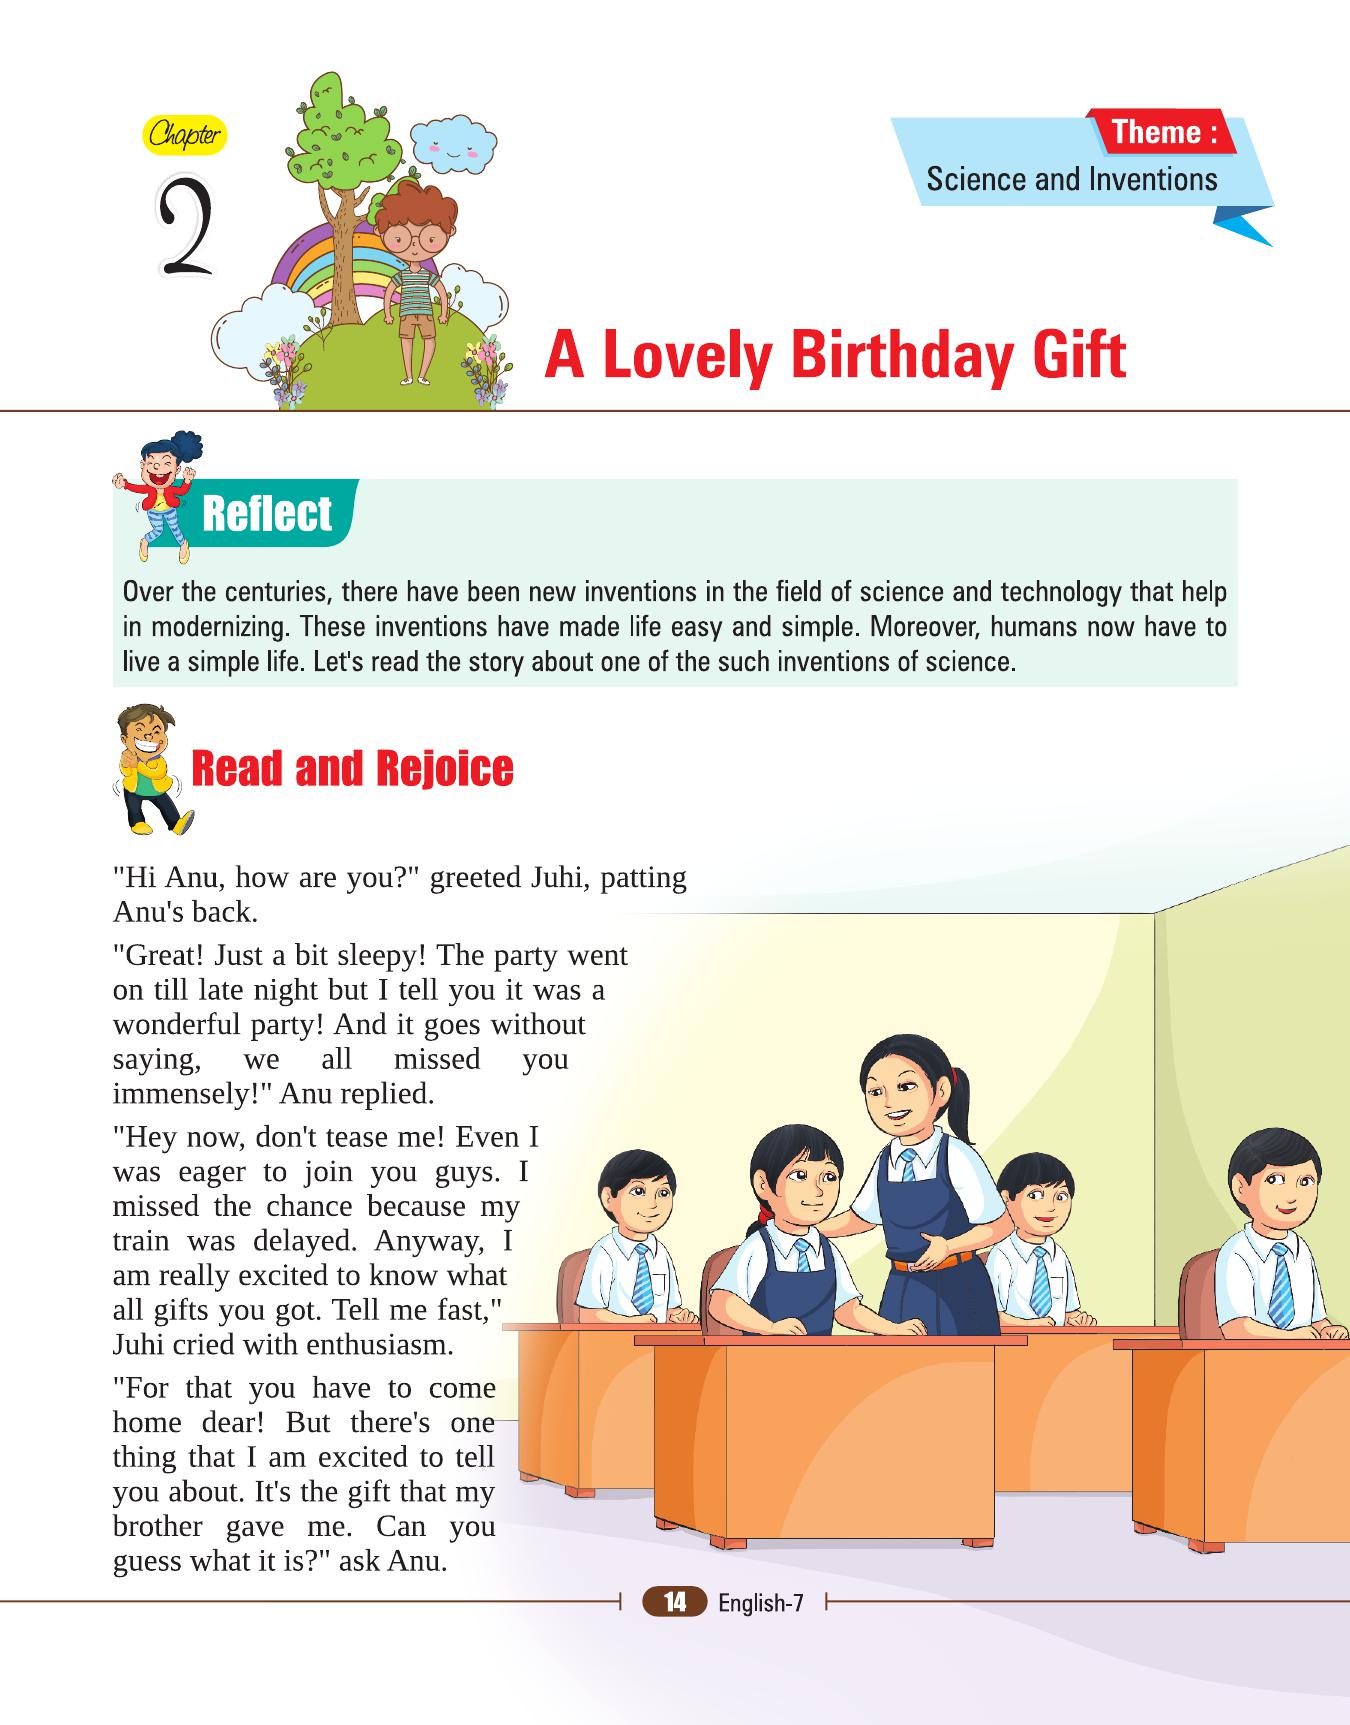 Chapter
2
Theme :
Science and Inventions
A Lovely Birthday Gift
Reflect
Over the centuries, there have been new inventions in the field of science and technology that help
in modernizing. These inventions have made life easy and simple. Moreover, humans now have to
live a simple life. Let's read the story about one of the such inventions of science.
Read and Rejoice
"Hi Anu, how are you?" greeted Juhi, patting
Anu's back.
"Great! Just a bit sleepy! The party went
on till late night but I tell you it was a
wonderful party! And it goes without
saying, we all missed you
immensely!" Anu replied.
"Hey now, don't tease me! Even I
was eager to join you guys. I
missed the chance because my
train was delayed. Anyway, I
am really excited to know what
all gifts you got. Tell me fast,"
Juhi cried with enthusiasm.
"For that you have to come
home dear! But there's one
thing that I am excited to tell
you about. It's the gift that my
brother gave me. Can you
guess what it is?" ask Anu.
14 English-7